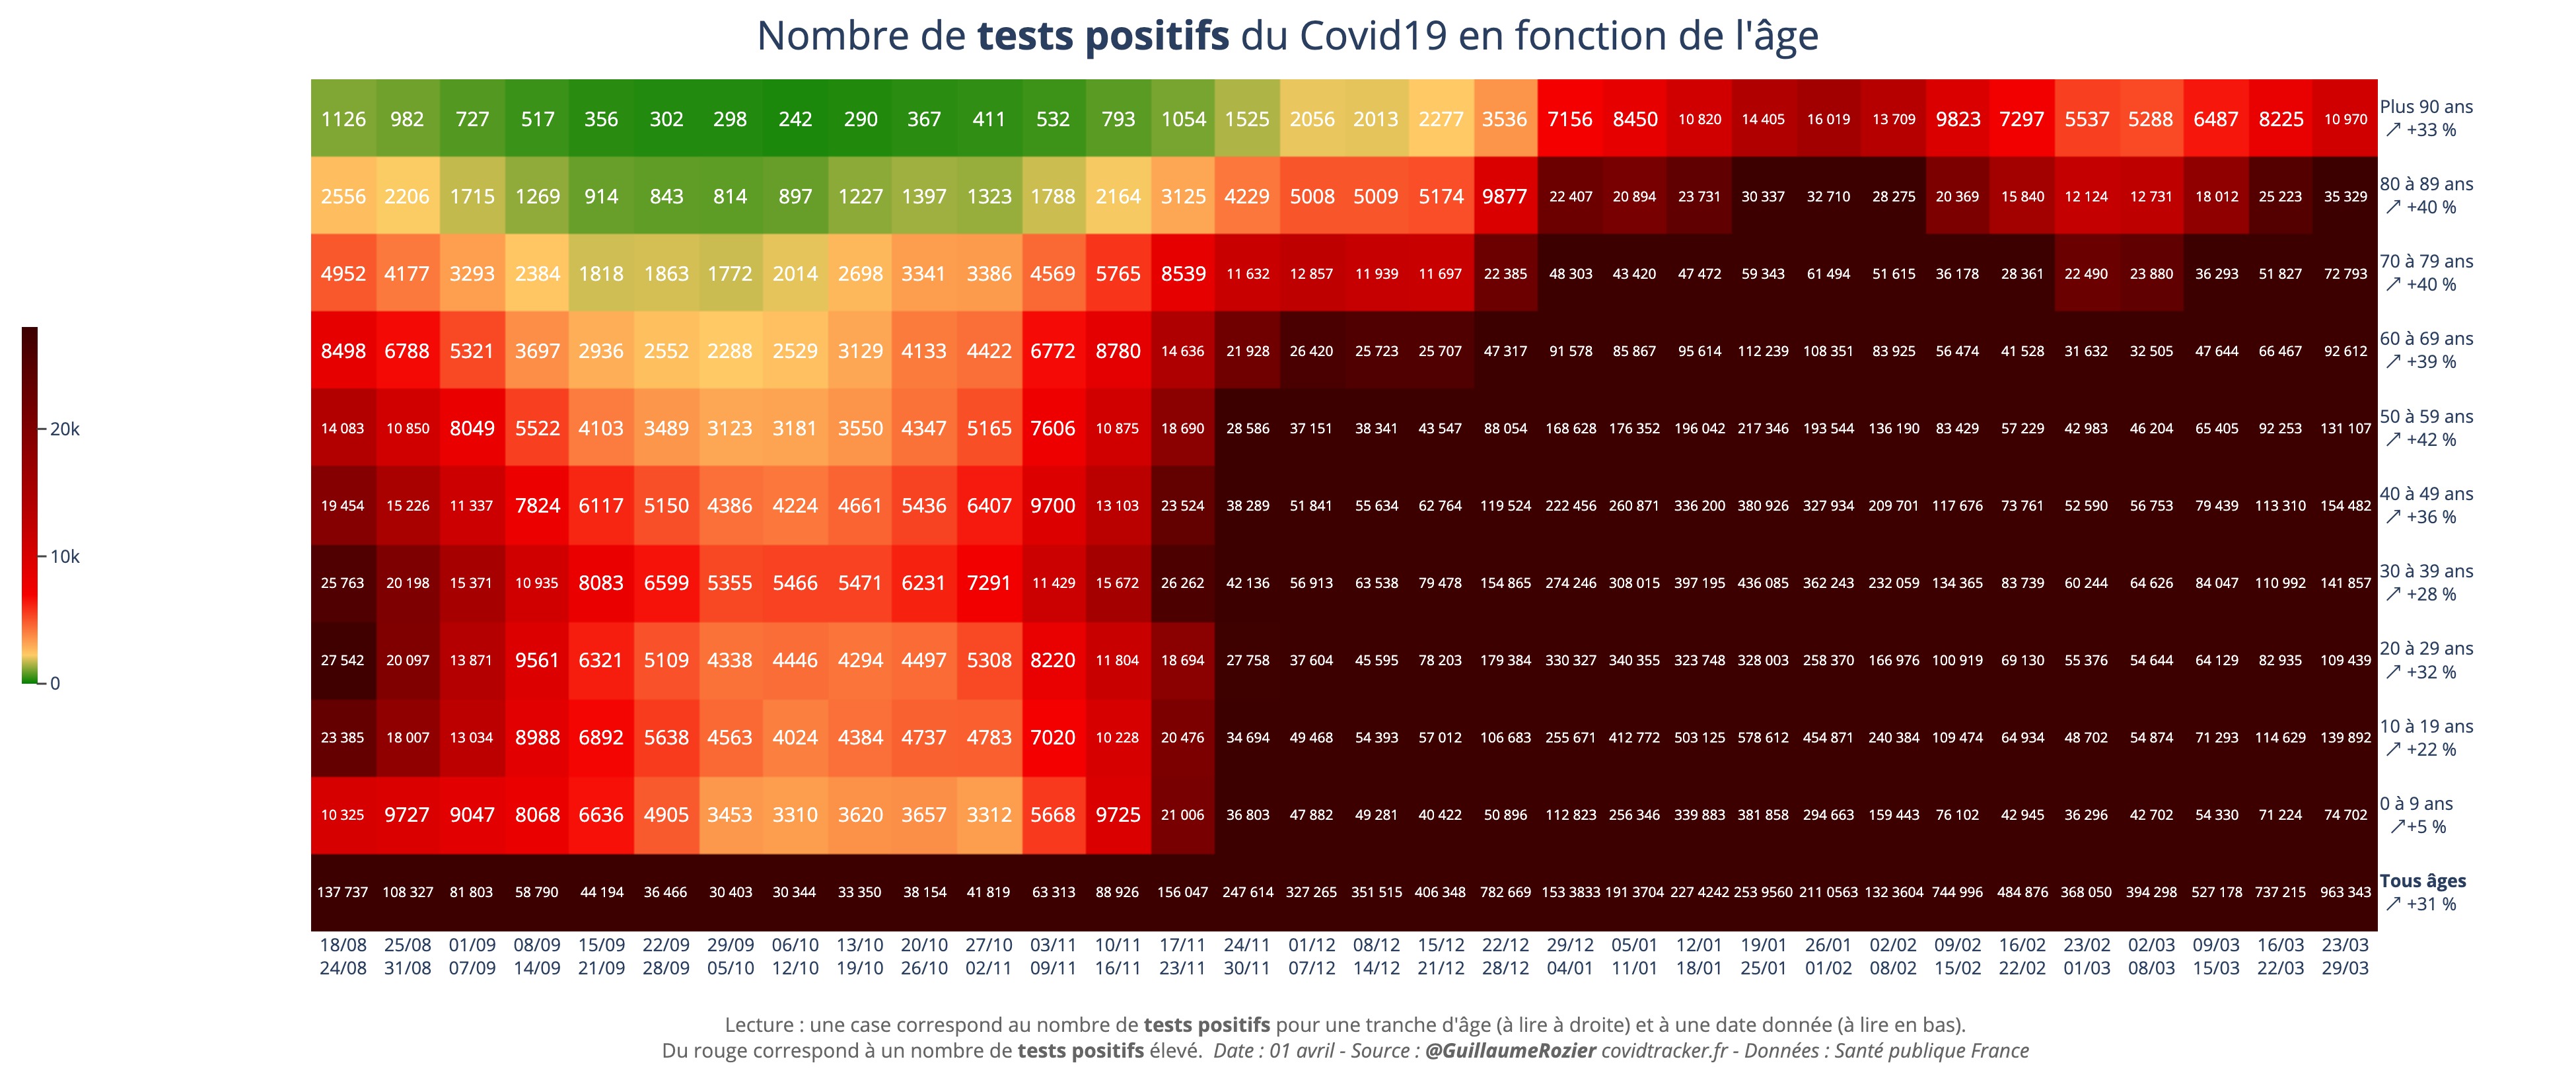 Nombre de tests positifs du Covid19 en fonction de l'âge
1126 982 727 517 356 302 298 242 290 367 411 532 793 1054 1525 2056 2013 2277 3536 7156 8450 10 820 14 405 16 019 13 709 9823 7297 5537 5288 6487 8225 10 970 Plus 90 ans
↗ +33 %
2556 2206 1715 1269 914 843 814 897 1227 1397 1323 1788 2164 3125 4229 5008 5009 5174 9877 22 407 20 894 23 731 30 337 32 710 28 275 20 369 15 840 12 124 12 731 18 012 25 223 35 329 80 à 89 ans
↗ +40 %
4952 4177 3293 2384 1818 1863 1772 2014 2698 3341 3386 4569 5765 8539 11 632 12 857 11 939 11 697 22 385 48 303 43 420 47 472 59 343 61 494 51 615 36 178 28 361 22 490 23 880 36 293 51 827 72 793 70 à 79 ans
↗ +40 %
8498 6788 5321 3697 2936 2552 2288 2529 3129 4133 4422 6772 8780 14 636 21 928 26 420 25 723 25 707 47 317 91 578 85 867 95 614 112 239 108 351 83 925 56 474 41 528 31 632 32 505 47 644 66 467 92 612 60 à 69 ans
↗ +39 %
14 083 10 850 8049 5522 4103 3489 3123 3181 3550 4347 5165 7606 10 875 18 690 28 586 37 151 38 341 43 547 88 054 168 628 176 352 196 042 217 346 193 544 136 190 83 429 57 229 42 983 46 204 65 405 92 253 131 107 50 à 59 ans
↗ +42 %
19 454 15 226 11 337 7824 6117 5150 4386 4224 4661 5436 6407 9700 13 103 23 524 38 289 51 841 55 634 62 764 119 524 222 456 260 871 336 200 380 926 327 934 209 701 117 676 73 761 52 590 56 753 79 439 113 310 154 482 40 à 49 ans
↗ +36 %
25 763 20 198 15 371 10 935 8083 6599 5355 5466 5471 6231 7291 11 429 15 672 26 262 42 136 56 913 63 538 79 478 154 865 274 246 308 015 397 195 436 085 362 243 232 059 134 365 83 739 60 244 64 626 84 047 110 992 141 857 30 à 39 ans
↗ +28 %
27 542 20 097 13 871 9561 6321 5109 4338 4446 4294 4497 5308 8220 11 804 18 694 27 758 37 604 45 595 78 203 179 384 330 327 340 355 323 748 328 003 258 370 166 976 100 919 69 130 55 376 54 644 64 129 82 935 109 439 20 à 29 ans
↗ +32 %
23 385 18 007 13 034 8988 6892 5638 4563 4024 4384 4737 4783 7020 10 228 20 476 34 694 49 468 54 393 57 012 106 683 255 671 412 772 503 125 578 612 454 871 240 384 109 474 64 934 48 702 54 874 71 293 114 629 139 892 10 à 19 ans
↗ +22 %
10 325 9727 9047 8068 6636 4905 3453 3310 3620 3657 3312 5668 9725 21 006 36 803 47 882 49 281 40 422 50 896 112 823 256 346 339 883 381 858 294 663 159 443 76 102 42 945 36 296 42 702 54 330 71 224 74 702 0 à 9 ans
↗+5 %
137 737 108 327 81 803 58 790 44 194 36 466 30 403 30 344 33 350 38 154 41 819 63 313 88 926 156 047 247 614 327 265 351 515 406 348 782 669 153 3833 191 3704 227 4242 253 9560 211 0563 132 3604 744 996 484 876 368 050 394 298 527 178 737 215 963 343 Tous âges
↗ +31 %
20k
10k
0
18/08 25/08 01/09 08/09 15/09 22/09 29/09 06/10 13/10 20/10 27/10 03/11 10/11 17/11 24/11 01/12 08/12 15/12 22/12 29/12 05/01 12/01 19/01 26/01 02/02 09/02 16/02 23/02 02/03 09/03 16/03 23/03
24/08 31/08 07/09 14/09 21/09 28/09 05/10 12/10 19/10 26/10 02/11 09/11 16/11 23/11 30/11 07/12 14/12 21/12 28/12 04/01 11/01 18/01 25/01 01/02 08/02 15/02 22/02 01/03 08/03 15/03 22/03 29/03
Lecture : une case correspond au nombre de tests positifs pour une tranche d'âge (à lire à droite) et à une date donnée (à lire en bas).
Du rouge correspond à un nombre de tests positifs élevé. Date : 01 avril - Source : @GuillaumeRozier covidtracker.fr - Données : Santé publique France